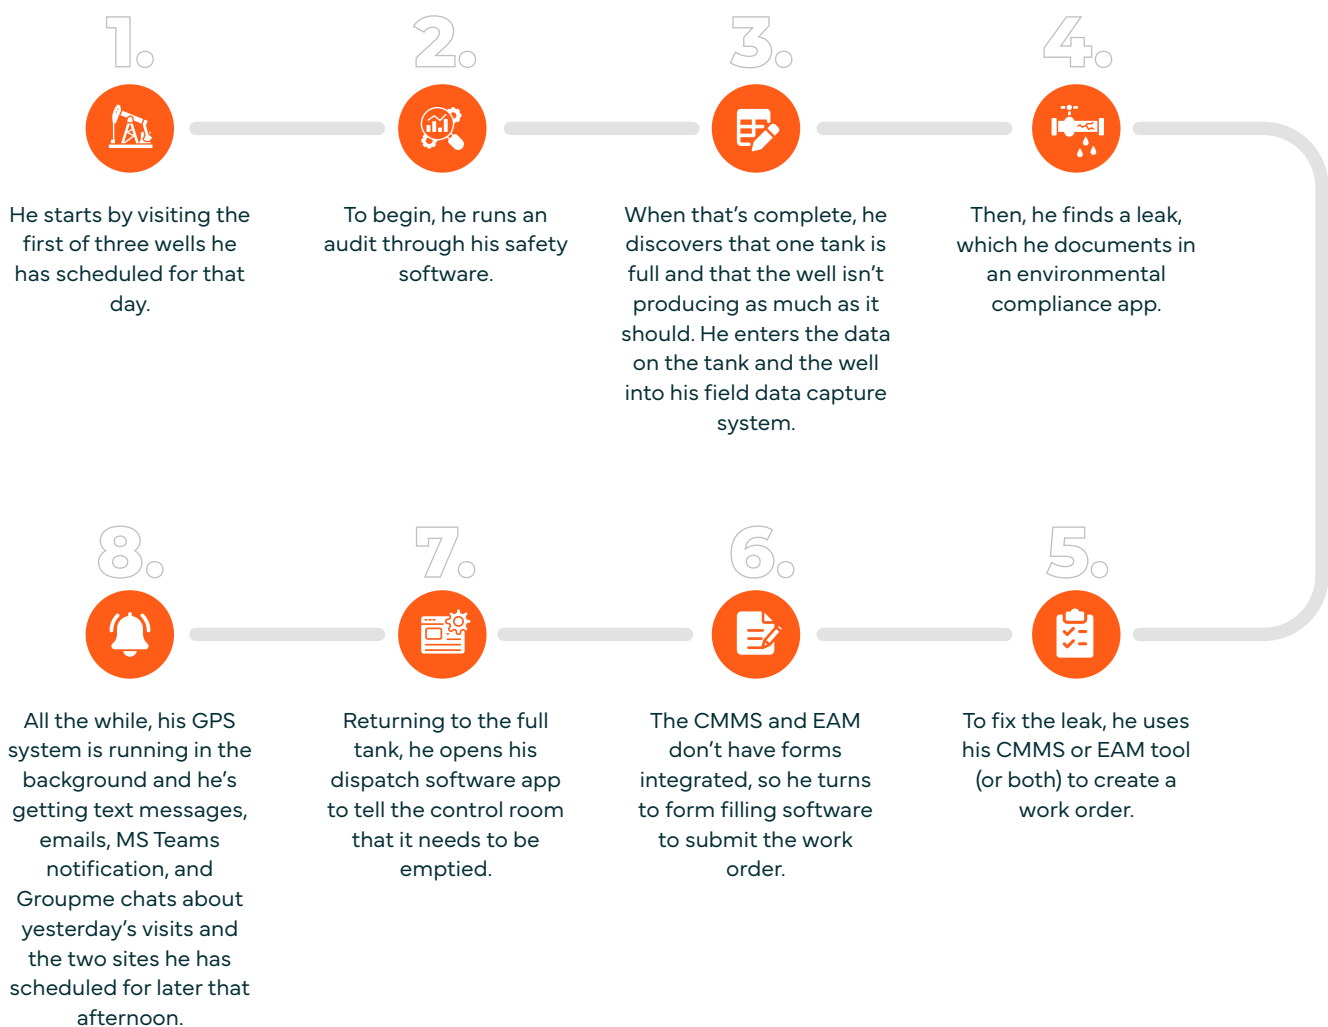 1.
He starts by visiting the
first of three wells he
has scheduled for that
day.
2.
To begin, he runs an
audit through his safety
software.
3.
When that’s complete, he
discovers that one tank is
full and that the well isn’t
producing as much as it
should. He enters the data
on the tank and the well
into his field data capture
system.
4.
Then, he finds a leak,
which he documents in
an environmental
compliance app.
5.
To fix the leak, he uses
his CMMS or EAM tool
(or both) to create a
work order.
6.
The CMMS and EAM
don’t have forms
integrated, so he turns
to form filling software
to submit the work
order.
7.
Returning to the full
tank, he opens his
dispatch software app
to tell the control room
that it needs to be
emptied.
8.
All the while, his GPS
system is running in the
background and he’s
getting text messages,
emails, MS Teams
notification, and
Groupme chats about
yesterday’s visits and
the two sites he has
scheduled for later that
afternoon.